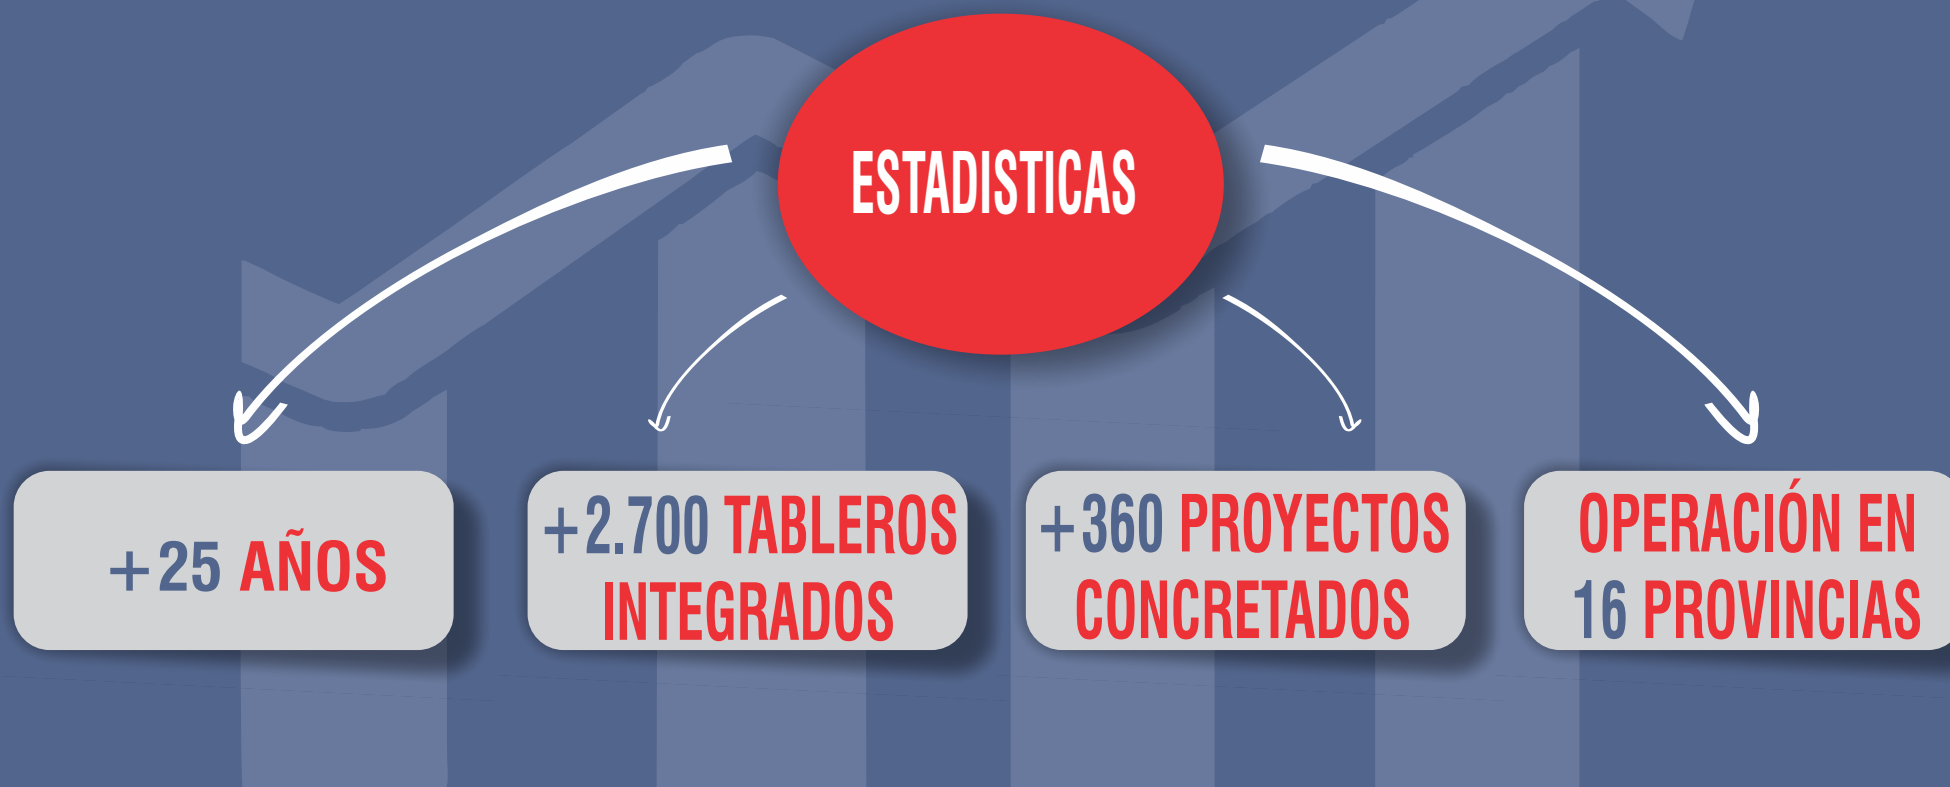 ESTADISTICAS
+25 AÑOS
+2.700 TABLEROS
INTEGRADOS
+360 PROYECTOS
CONCRETADOS
OPERACIÓN EN
16 PROVINCIAS